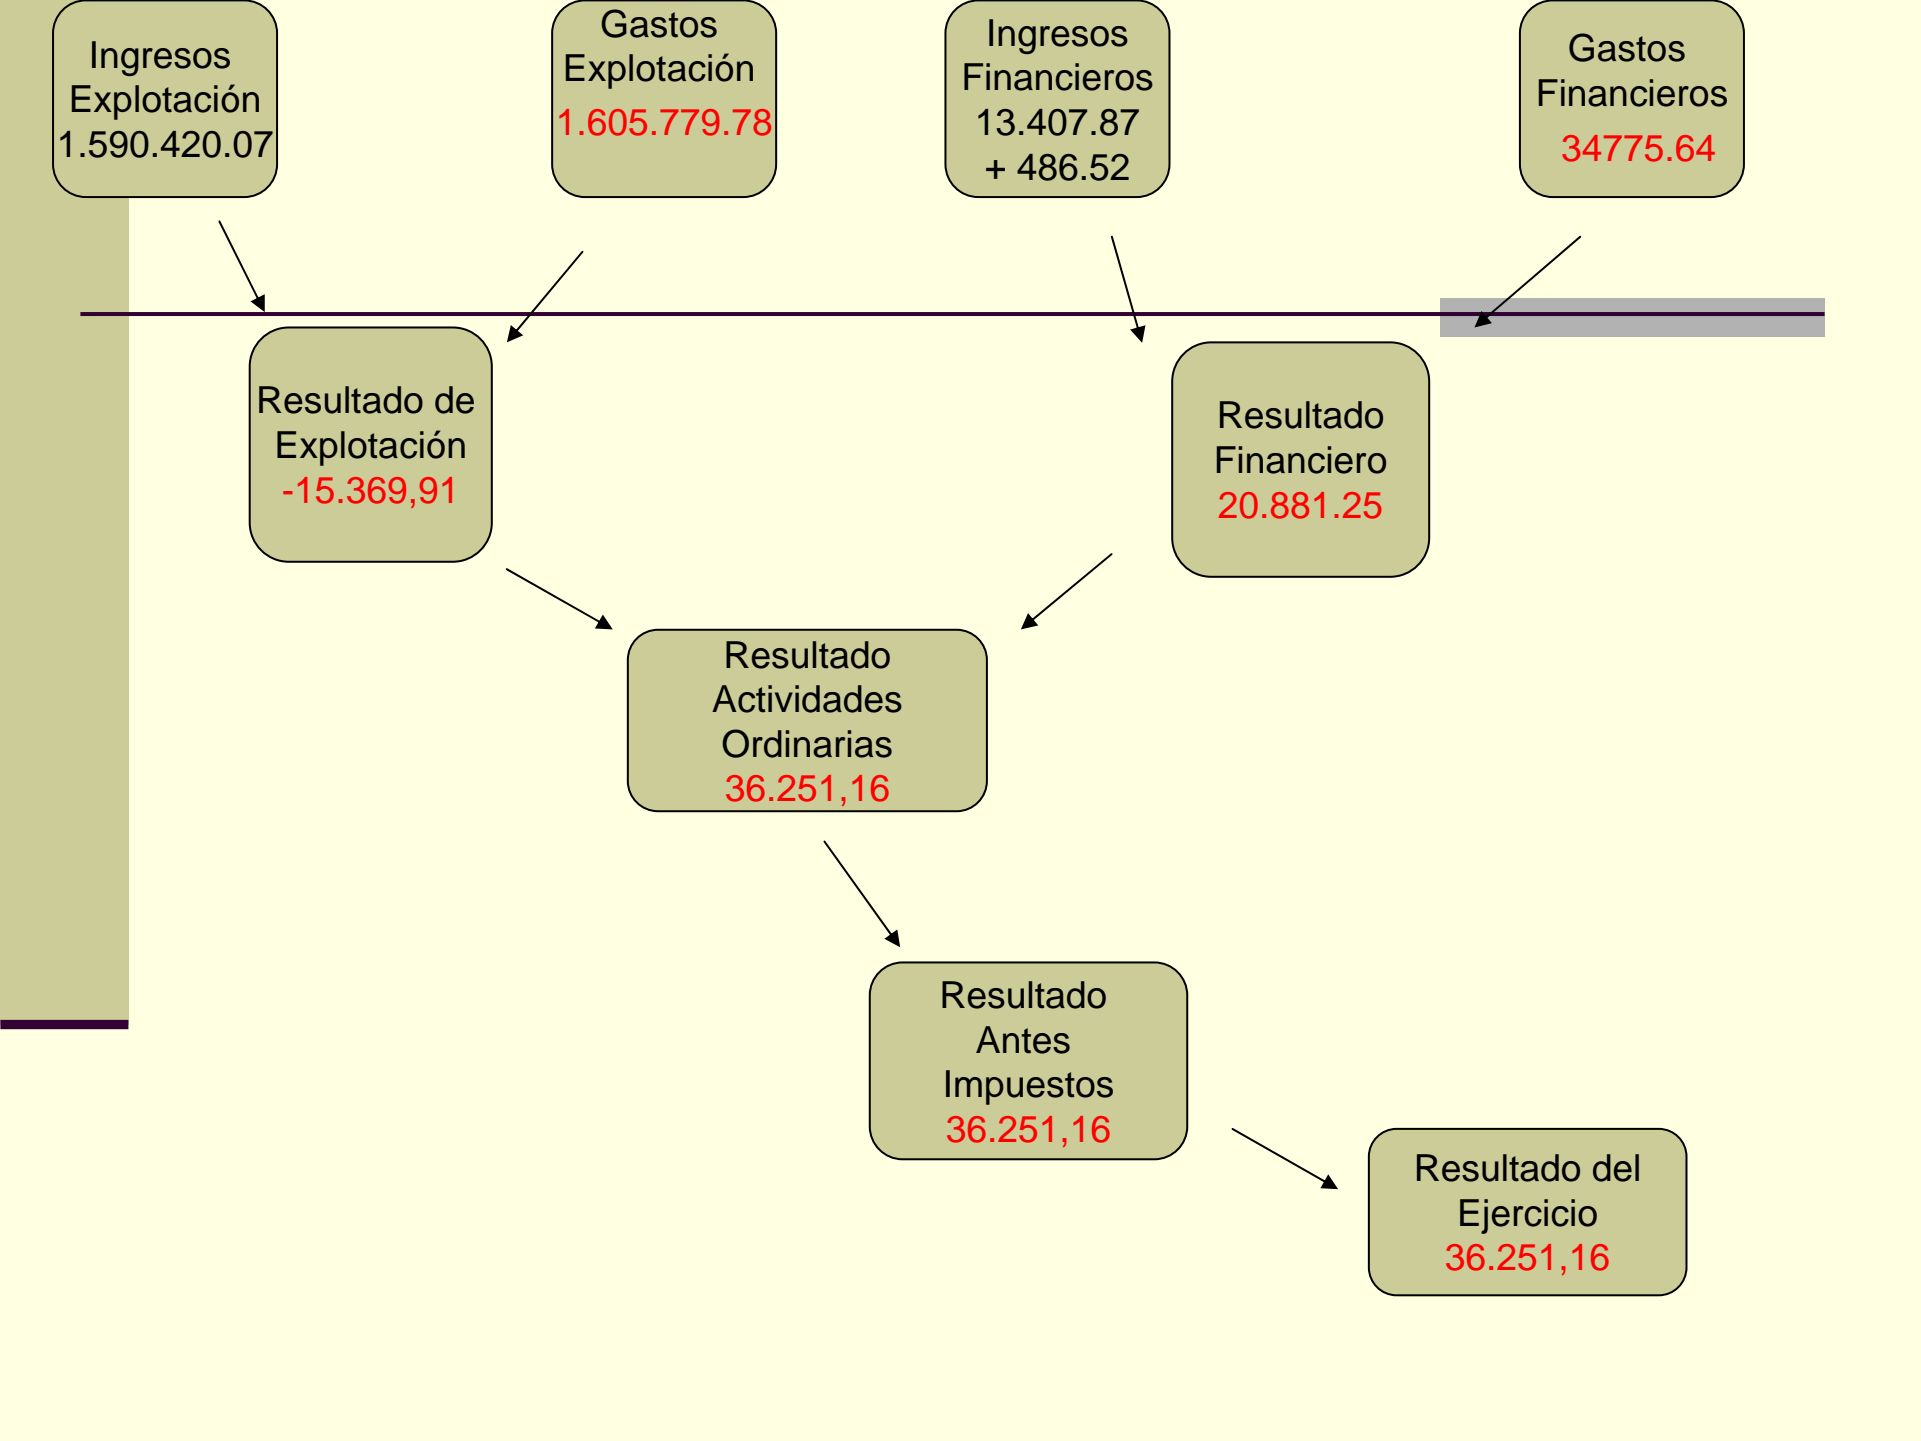 Ingresos
Explotación
1.590.420.07
Gastos
Explotación
1.605.779.78
Ingresos
Financieros
13.407.87
+ 486.52
Gastos
Financieros
34775.64
Resultado de
Explotación
-15.369,91
Resultado
Financiero
20.881.25
Resultado
Actividades
Ordinarias
36.251,16
Resultado
Antes
Impuestos
36.251,16
Resultado del
Ejercicio
36.251,16